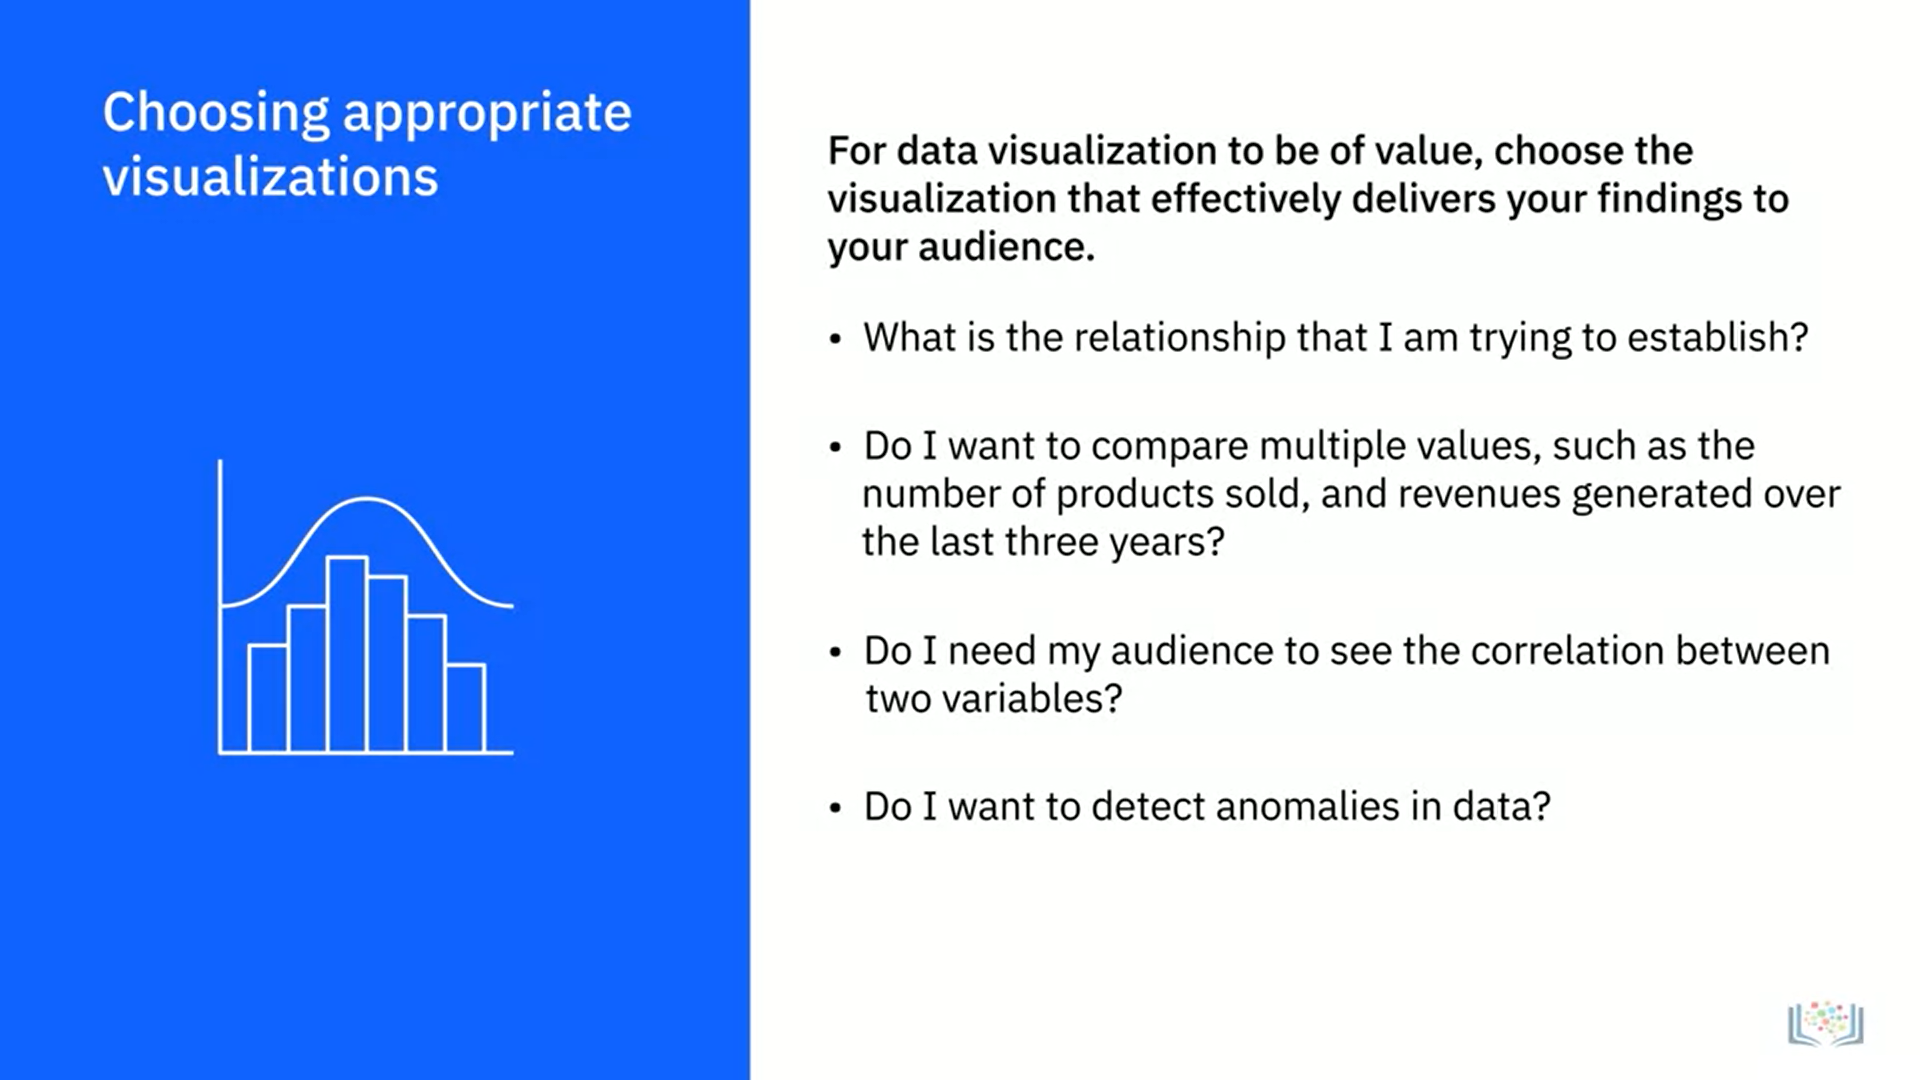 Choosing appropriate
visualizations
For data visualization to be of value, choose the
visualization that effectively delivers your findings to
your audience.
• What is the relationship that I am trying to establish?
• Do I want to compare multiple values, such as the
number of products sold, and revenues generated over
the last three years?
• Do I need my audience to see the correlation between
two variables?
• Do I want to detect anomalies in data?